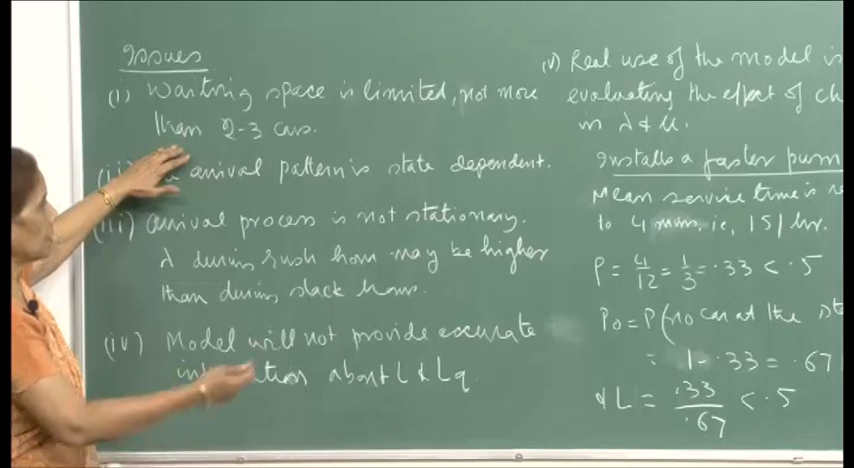 Issues
(i) Waiting space is limited, not more
than 2-3 cars.
(ii) arrival pattern is state dependent.
(iii) arrival process is not stationary.
λ during rush hour may be higher
than during slack hours.
(iv) Model will not provide accurate
about L & Lq
(v) Real use of the model is
evaluating the effect of
in λ & μ.
Installs a faster pump
Mean service time is
to 4 mins, ie, 15/hr.
ρ = 4/12 = 1/3 = .33 < .5
P0 = P(no car at the
= 1 - .33 = .67
& L = .33/.67 < .5